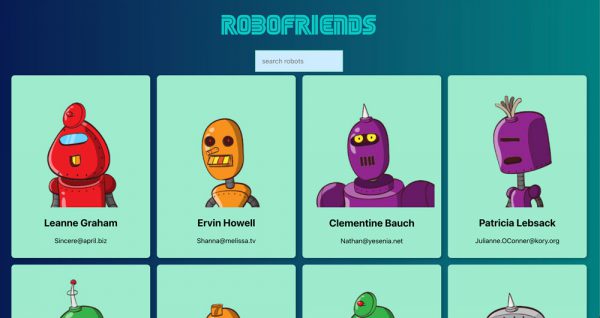 ROBOFRIENDS
search robots
Leanne Graham
Ervin Howell
Clementine Bauch
Patricia Lebsack
Sincere@april.biz
Shanna@melissa.tv
Nathan@yesenia.net
Julianne.OConner@kory.org